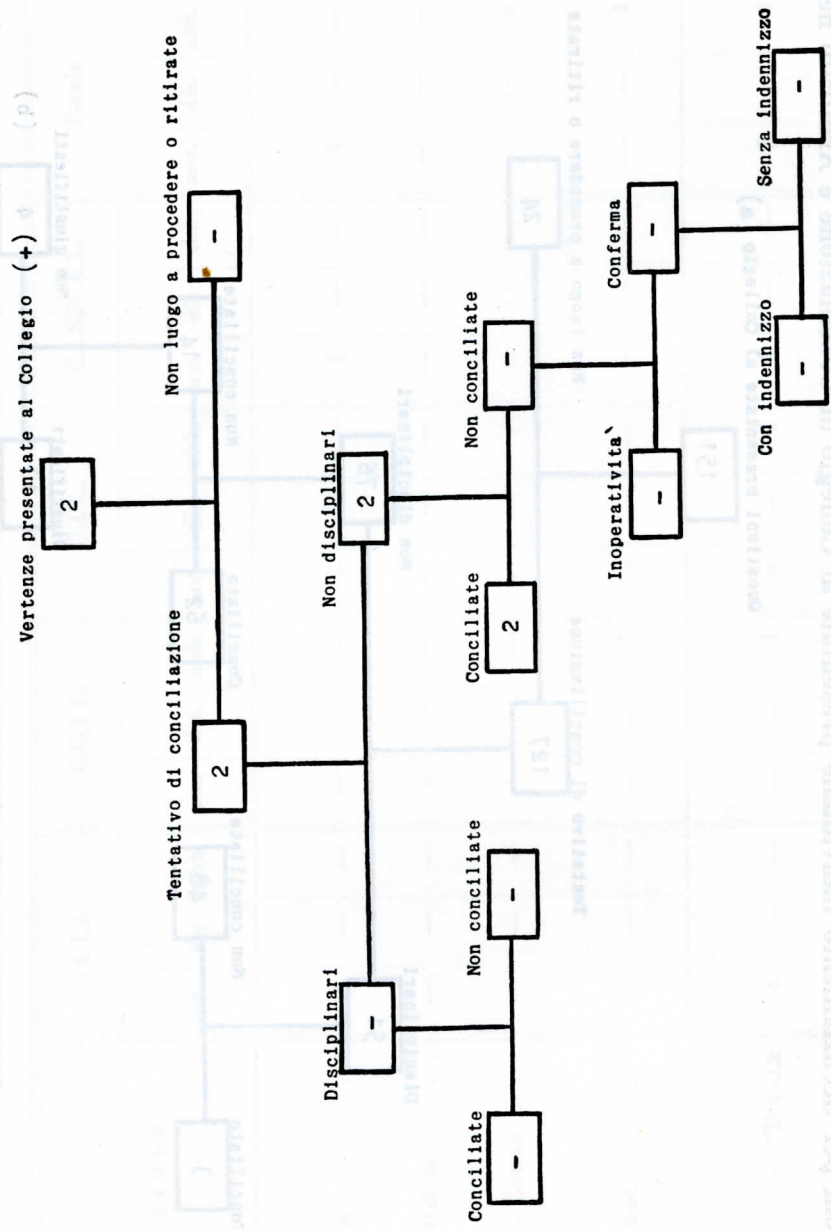 Vertenze presentate al Collegio (+)
2
Tentativo di conciliazione
2
Non luogo a procedere o ritirate
-
Disciplinari
-
Non disciplinari
2
Conciliate
-
Non conciliate
-
Conciliate
2
Non conciliate
-
Inoperatività
-
Conferma
-
Con indennizzo
-
Senza indennizzo
-